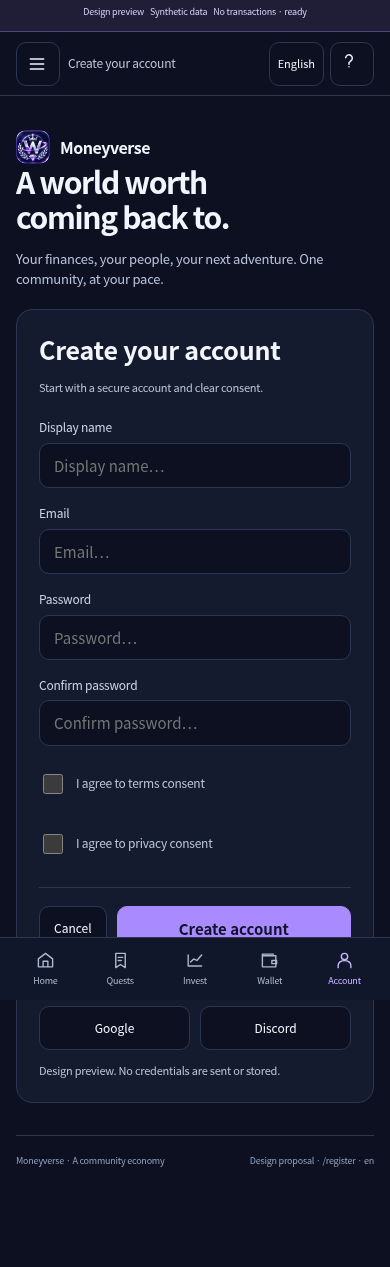 Design preview Synthetic data No transactions · ready
Create your account
English
?
Moneyverse
A world worth
coming back to.
Your finances, your people, your next adventure. One
community, at your pace.
Create your account
Start with a secure account and clear consent.
Display name
Display name…
Email
Email…
Password
Password…
Confirm password
Confirm password…
I agree to terms consent
I agree to privacy consent
Cancel
Create account
Home
Quests
Invest
Wallet
Account
Google
Discord
Design preview. No credentials are sent or stored.
Moneyverse · A community economy
Design proposal · /register · en